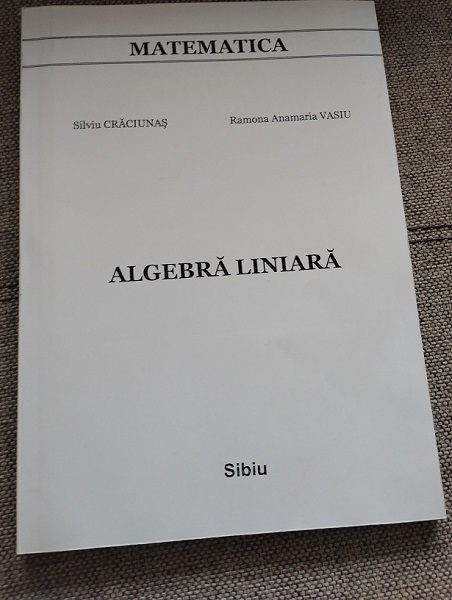 MATEMATICA
Silviu CRĂCIUNAȘ Ramona Anamaria VASIU
ALGEBRĂ LINIARĂ
Sibiu